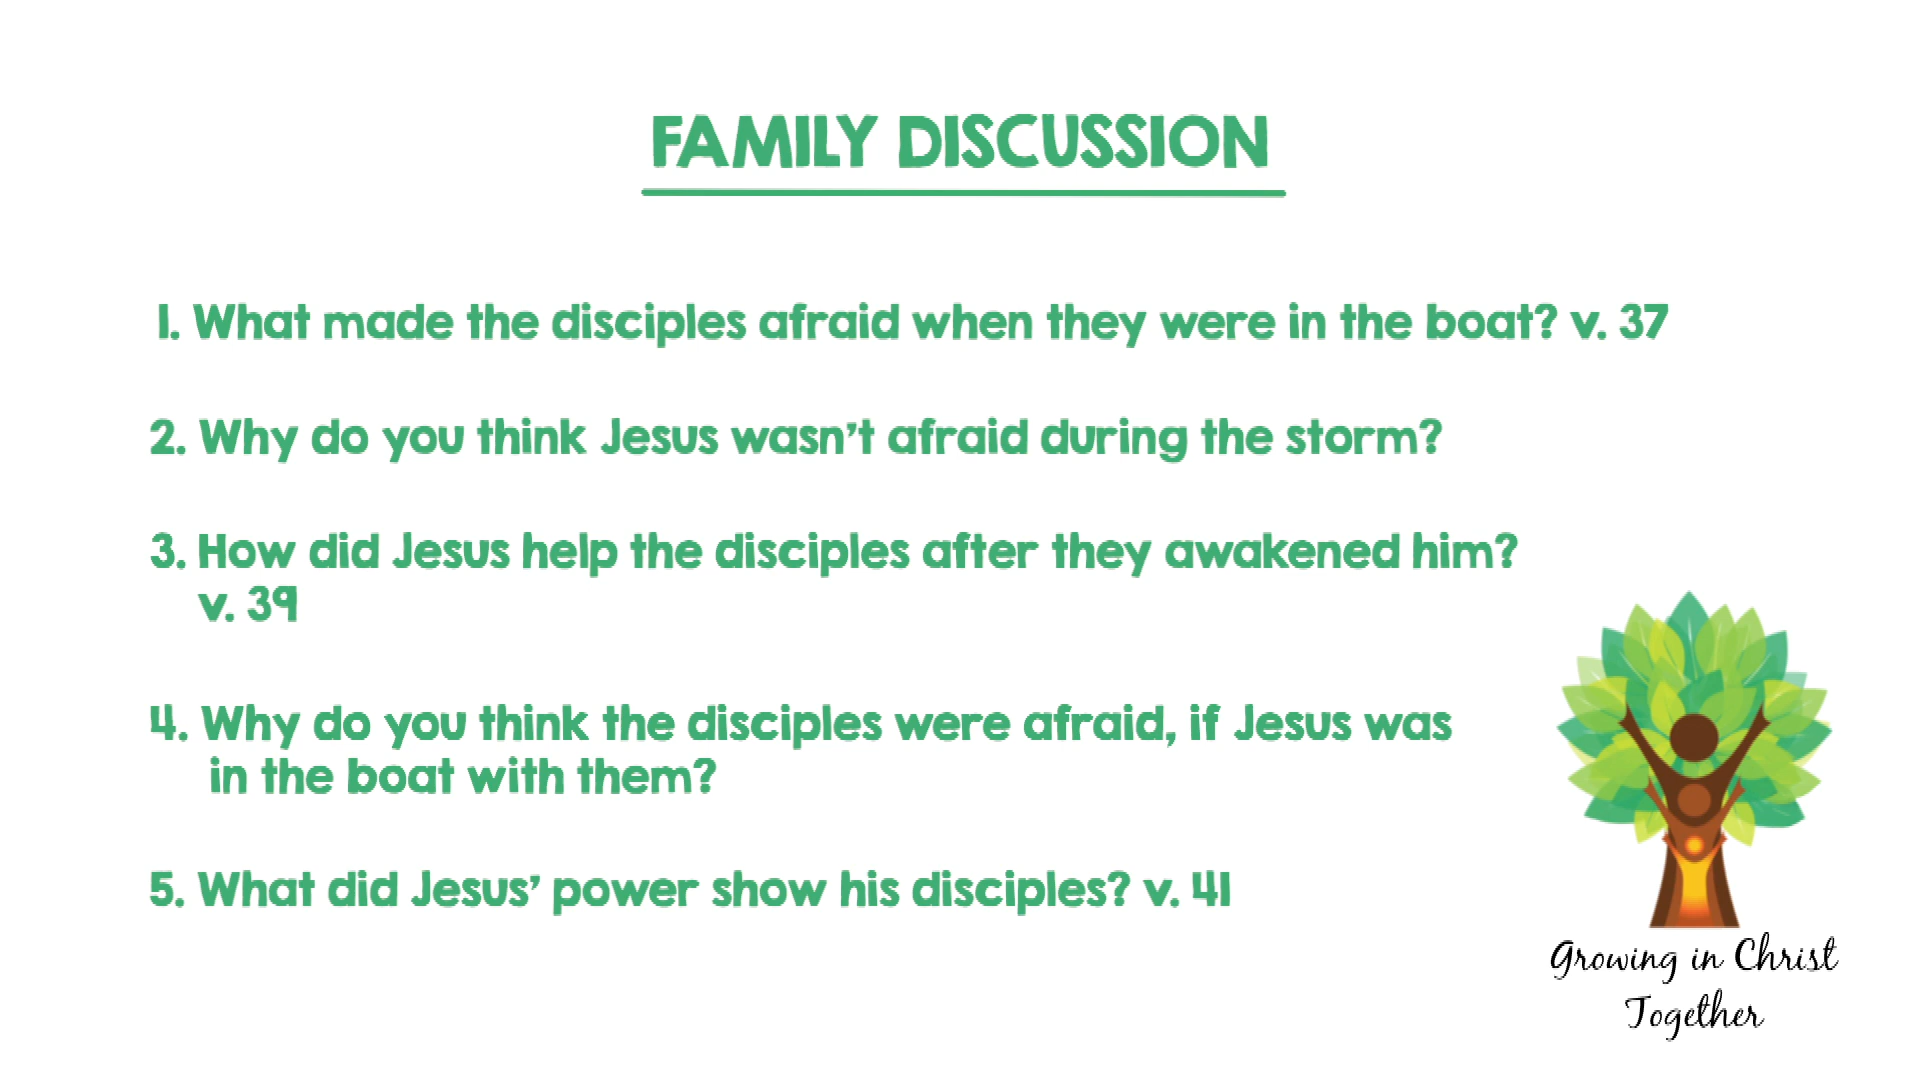 FAMILY DISCUSSION
1. What made the disciples afraid when they were in the boat? v. 37
2. Why do you think Jesus wasn't afraid during the storm?
3. How did Jesus help the disciples after they awakened him?
v. 39
4. Why do you think the disciples were afraid, if Jesus was
in the boat with them?
5. What did Jesus' power show his disciples? v. 41
Growing in Christ
Together